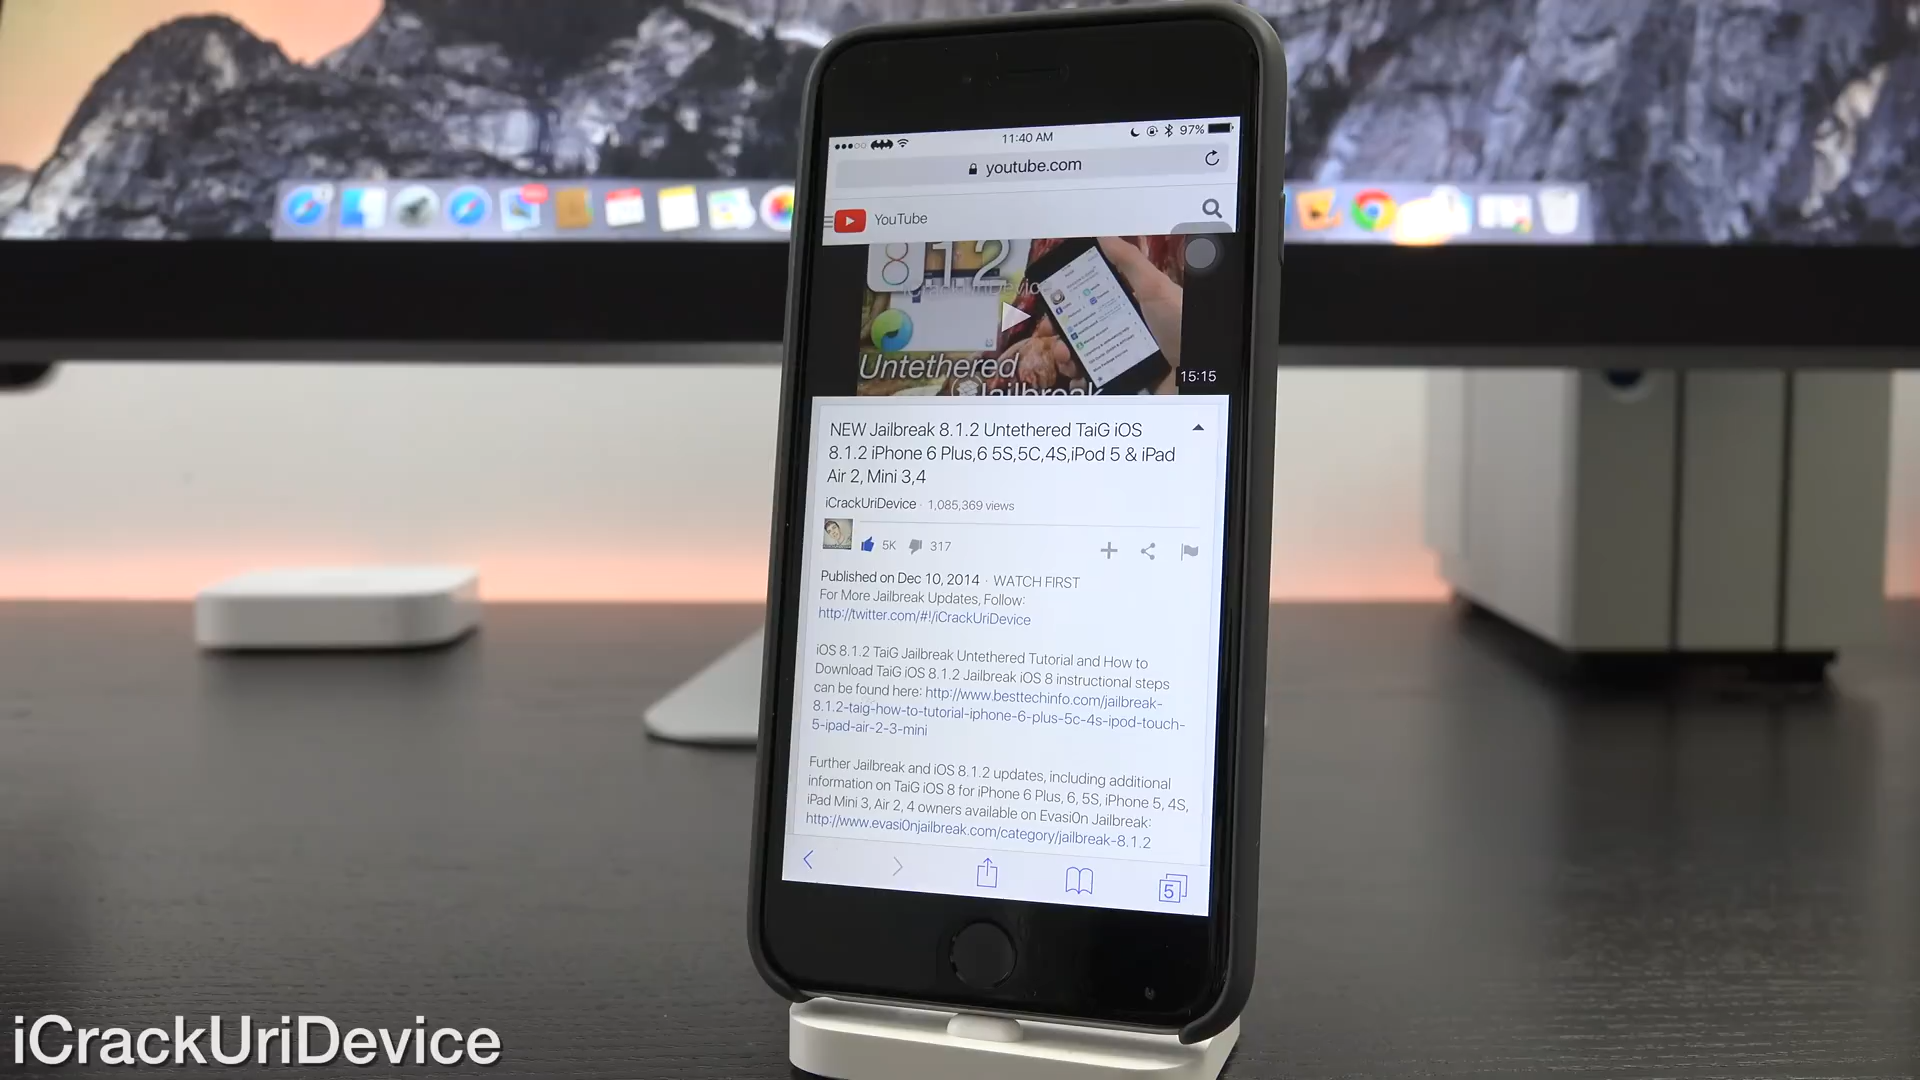 11:40 AM
97%
youtube.com
YouTube
8.1.2
iCrackUriDevice
Untethered
Jailbreak
15:15
NEW Jailbreak 8.1.2 Untethered TaiG iOS
8.1.2 iPhone 6 Plus,6 5S,5C,4S,iPod 5 & iPad
Air 2, Mini 3,4
iCrackUriDevice · 1,085,369 views
5K 317
Published on Dec 10, 2014 · WATCH FIRST
For More Jailbreak Updates, Follow:
http://twitter.com/#!/iCrackUriDevice
iOS 8.1.2 TaiG Jailbreak Untethered Tutorial and How to
Download TaiG iOS 8.1.2 Jailbreak iOS 8 instructional steps
can be found here: http://www.besttechinfo.com/jailbreak-
8.1.2-taig-how-to-tutorial-iphone-6-plus-5c-4s-ipod-touch-
5-ipad-air-2-3-mini
Further Jailbreak and iOS 8.1.2 updates, including additional
information on TaiG iOS 8 for iPhone 6 Plus, 6, 5S, iPhone 5, 4S,
iPad Mini 3, Air 2, 4 owners available on Evasi0n Jailbreak:
http://www.evasi0njailbreak.com/category/jailbreak-8.1.2
5
iCrackUriDevice